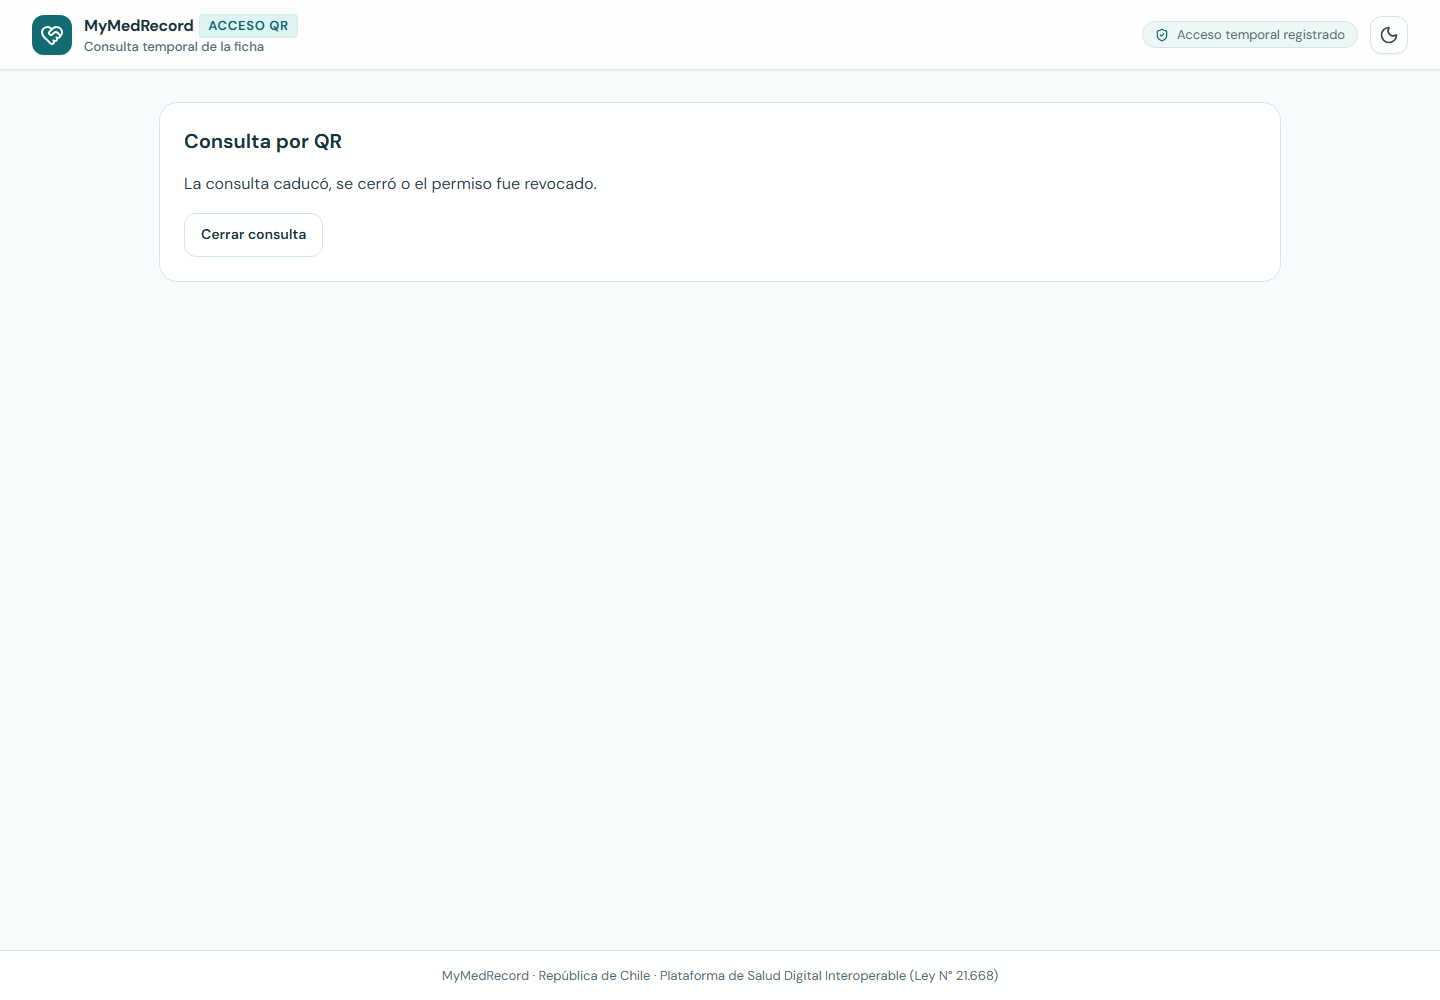 MyMedRecord ACCESO QR
Consulta temporal de la ficha
Acceso temporal registrado
Consulta por QR
La consulta caducó, se cerró o el permiso fue revocado.
Cerrar consulta
MyMedRecord · República de Chile · Plataforma de Salud Digital Interoperable (Ley N° 21.668)